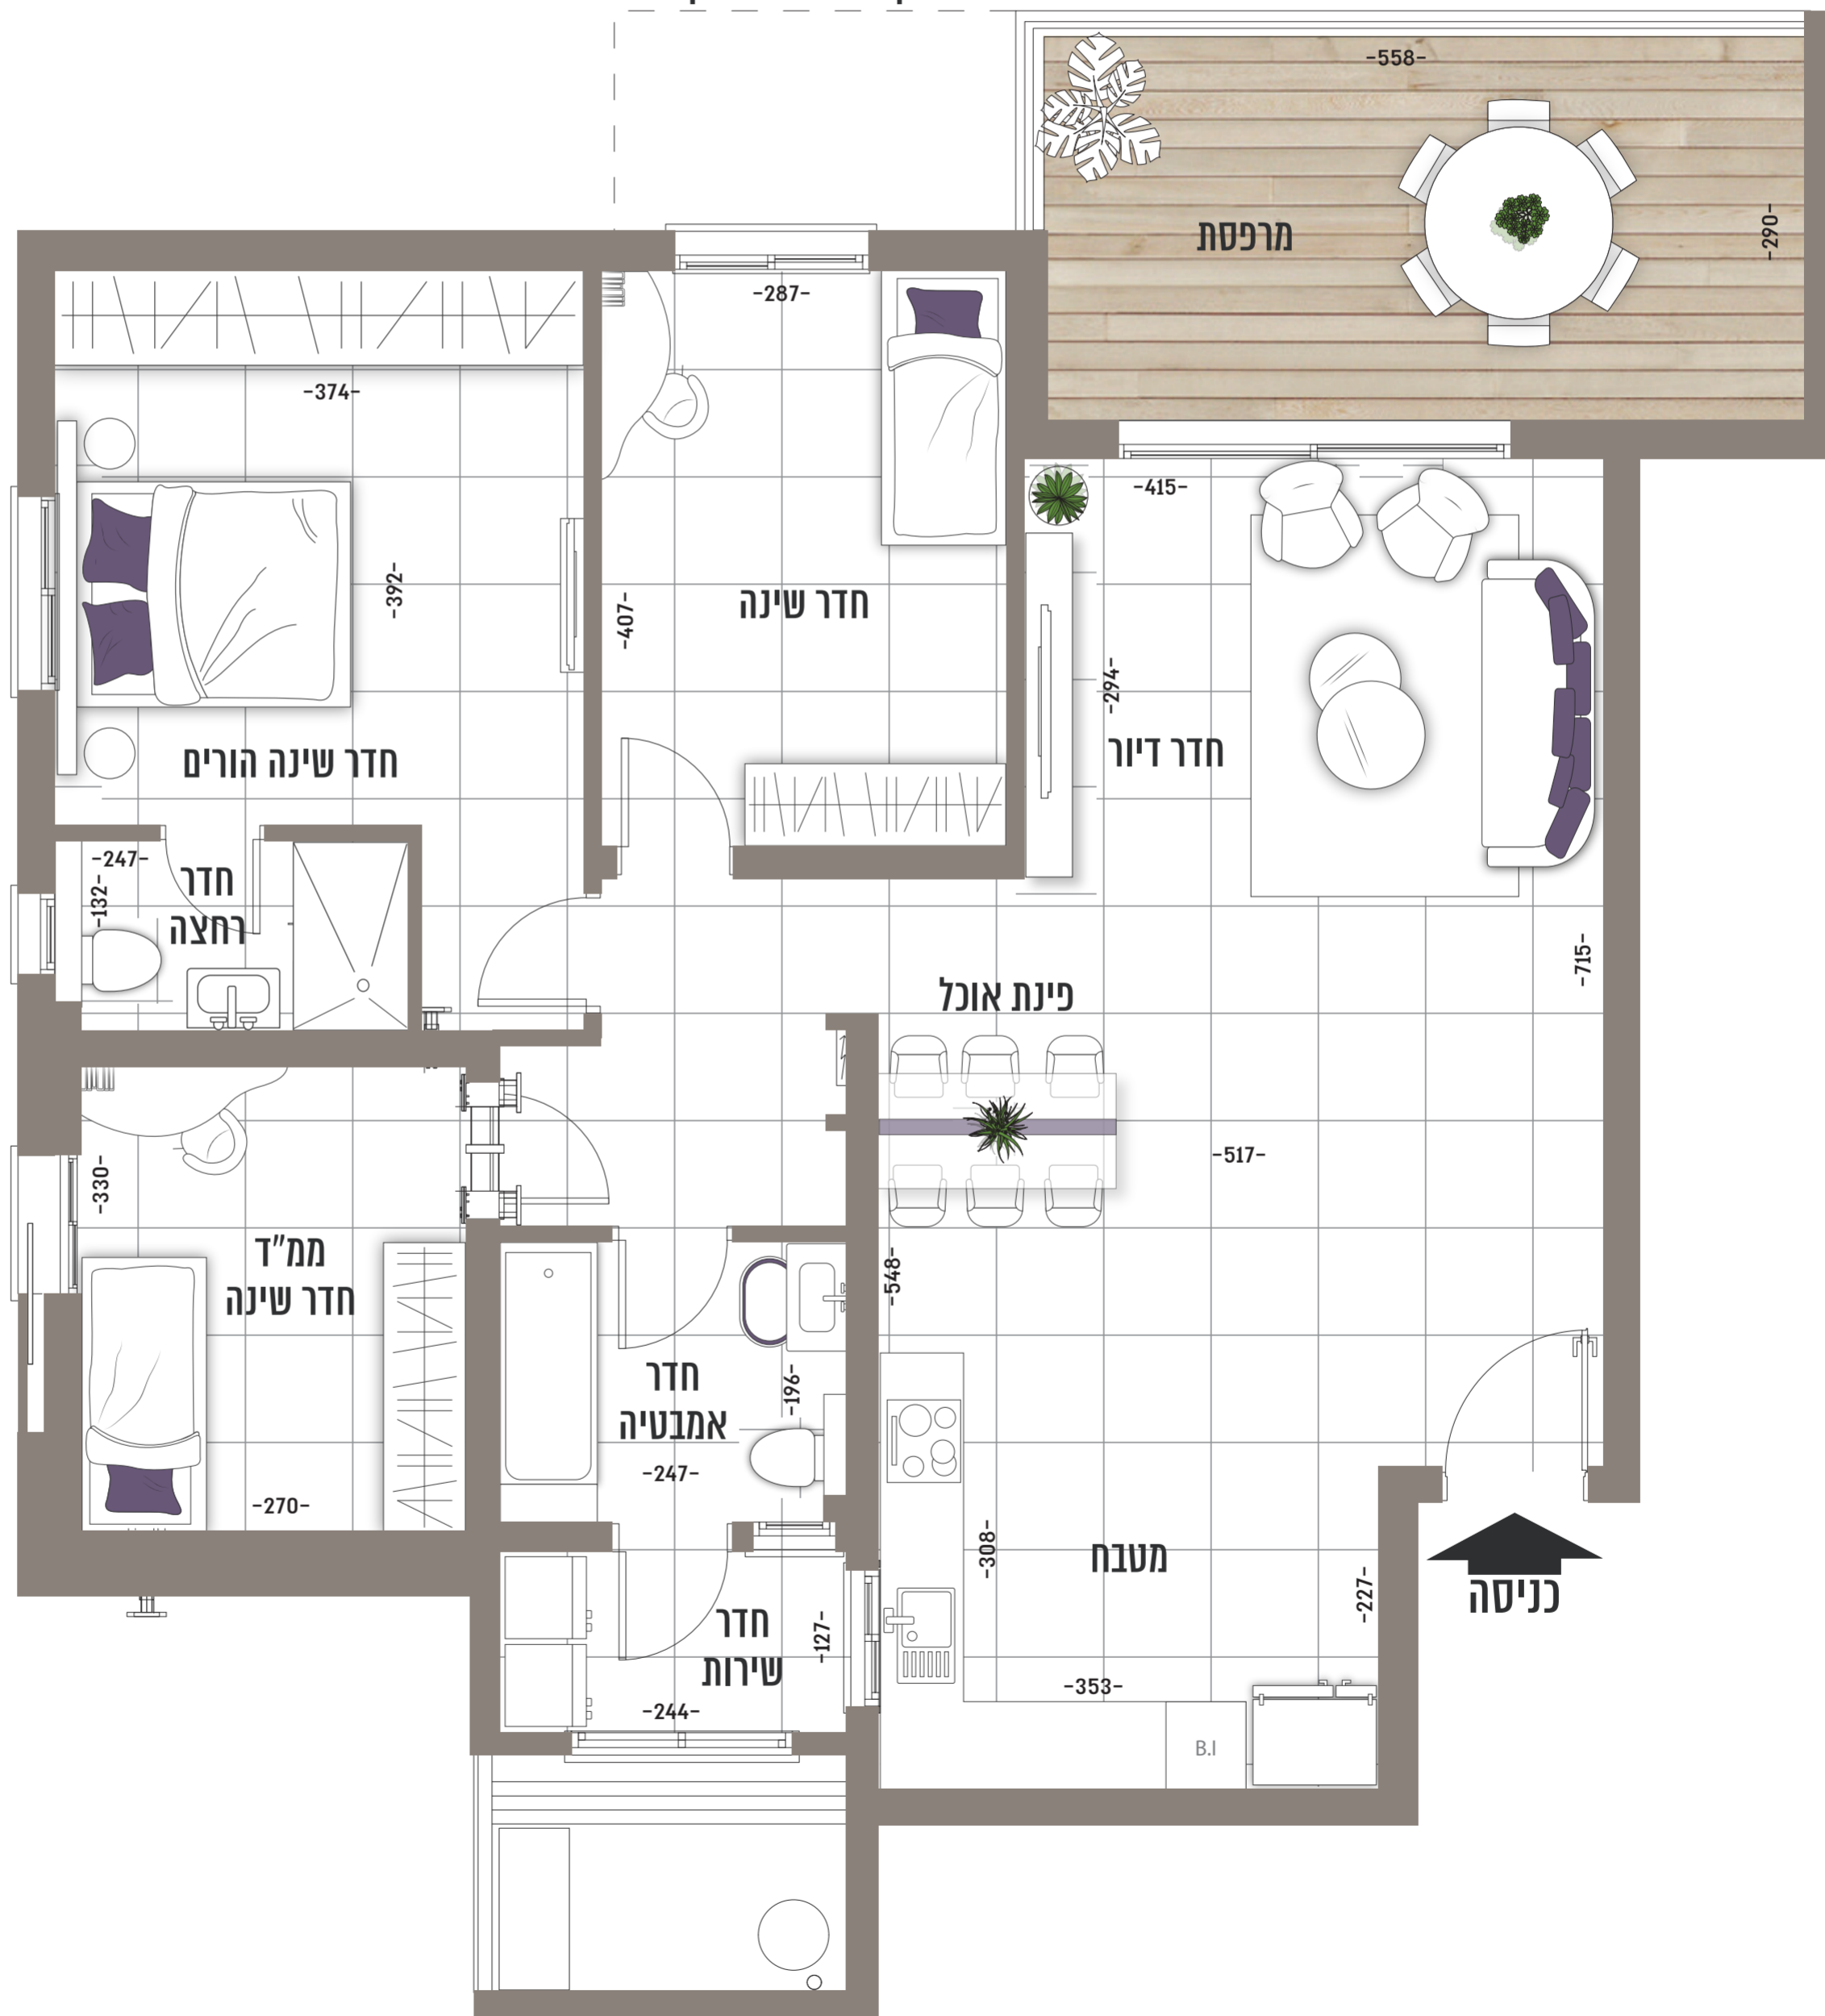 -558-
מרפסת
-290-
-287-
-374-
-415-
-392-
-407-
חדר שינה
-294-
חדר דיור
חדר שינה הורים
-247-
-132-
חדר
רחצה
-715-
פינת אוכל
-517-
-330-
ממ"ד
חדר שינה
-548-
חדר
אמבטיה
-196-
-247-
-270-
-308-
מטבח
-227-
כניסה
חדר
שירות
-127-
-353-
-244-
B.I